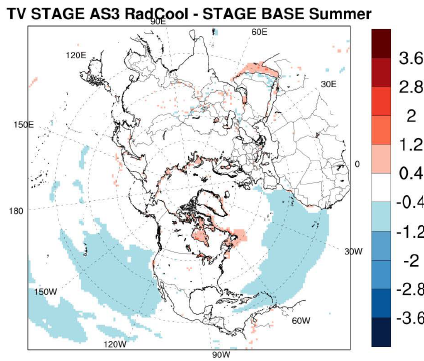 TV STAGE AS3 RadCool - STAGE BASE Summer
90E
120E
60E
30E
150E
0
180
30W
150W
60W
120W
90W
3.6
2.8
2
1.2
0.4
-0.4
-1.2
-2
-2.8
-3.6